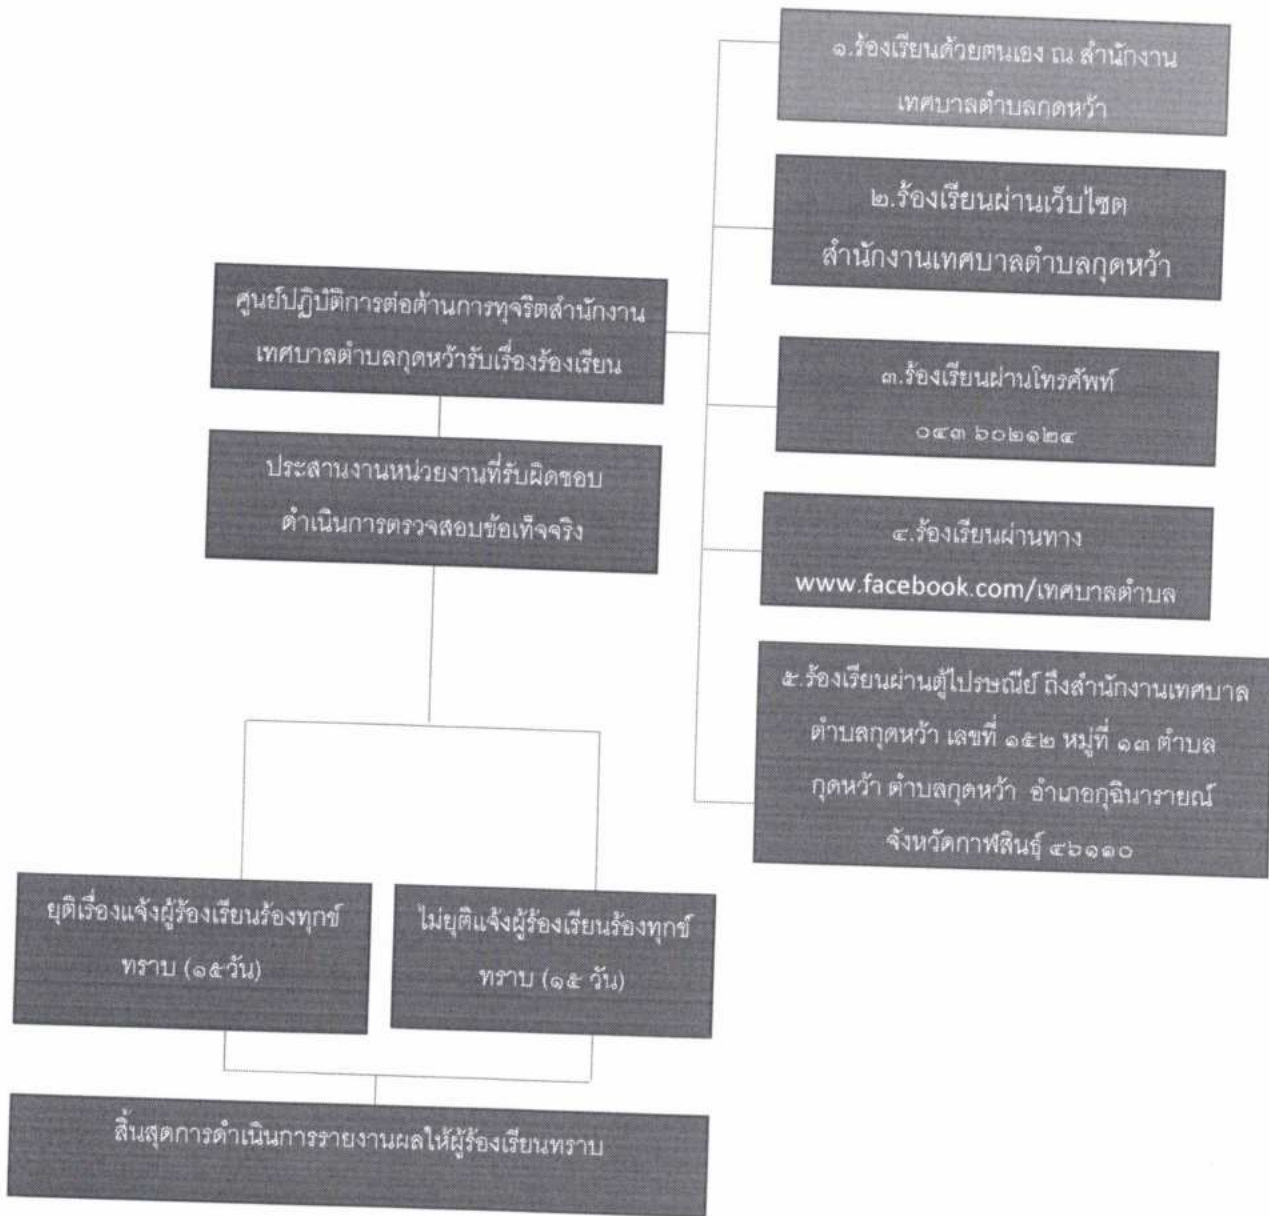 ๑.ร้องเรียนด้วยตนเอง ณ สำนักงาน
เทศบาลตำบลกุดหว้า
๒.ร้องเรียนผ่านเว็บไซต
สำนักงานเทศบาลตำบลกุดหว้า
ศูนย์ปฏิบัติการต่อต้านการทุจริตสำนักงาน
เทศบาลตำบลกุดหว้ารับเรื่องร้องเรียน
๓.ร้องเรียนผ่านโทรศัพท์
๐๔๓ ๖๐๒๑๒๔
ประสานงานหน่วยงานที่รับผิดชอบ
ดำเนินการตรวจสอบข้อเท็จจริง
๔.ร้องเรียนผ่านทาง
www.facebook.com/เทศบาลตำบล
๕.ร้องเรียนผ่านตู้ไปรษณีย์ ถึงสำนักงานเทศบาล
ตำบลกุดหว้า เลขที่ ๑๕๒ หมู่ที่ ๑๓ ตำบล
กุดหว้า ตำบลกุดหว้า อำเภอกุฉินารายณ์
จังหวัดกาฬสินธุ์ ๔๖๑๑๐
ยุติเรื่องแจ้งผู้ร้องเรียนร้องทุกข์
ทราบ (๑๕วัน)
ไม่ยุติแจ้งผู้ร้องเรียนร้องทุกข์
ทราบ (๑๕ วัน)
สิ้นสุดการดำเนินการรายงานผลให้ผู้ร้องเรียนทราบ